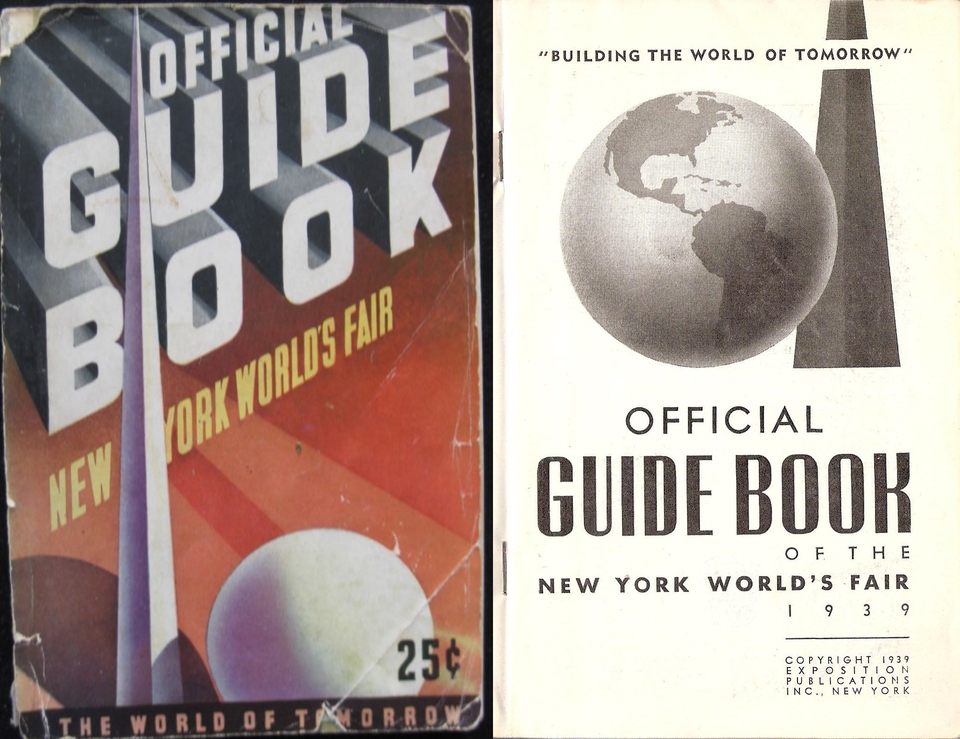 OFFICIAL
GUIDE
BOOK
NEW YORK WORLD'S FAIR
25¢
THE WORLD OF TOMORROW
"BUILDING THE WORLD OF TOMORROW"
OFFICIAL
GUIDE BOOK
OF THE
NEW YORK WORLD'S FAIR
1939
COPYRIGHT 1939
EXPOSITION
PUBLICATIONS
INC., NEW YORK